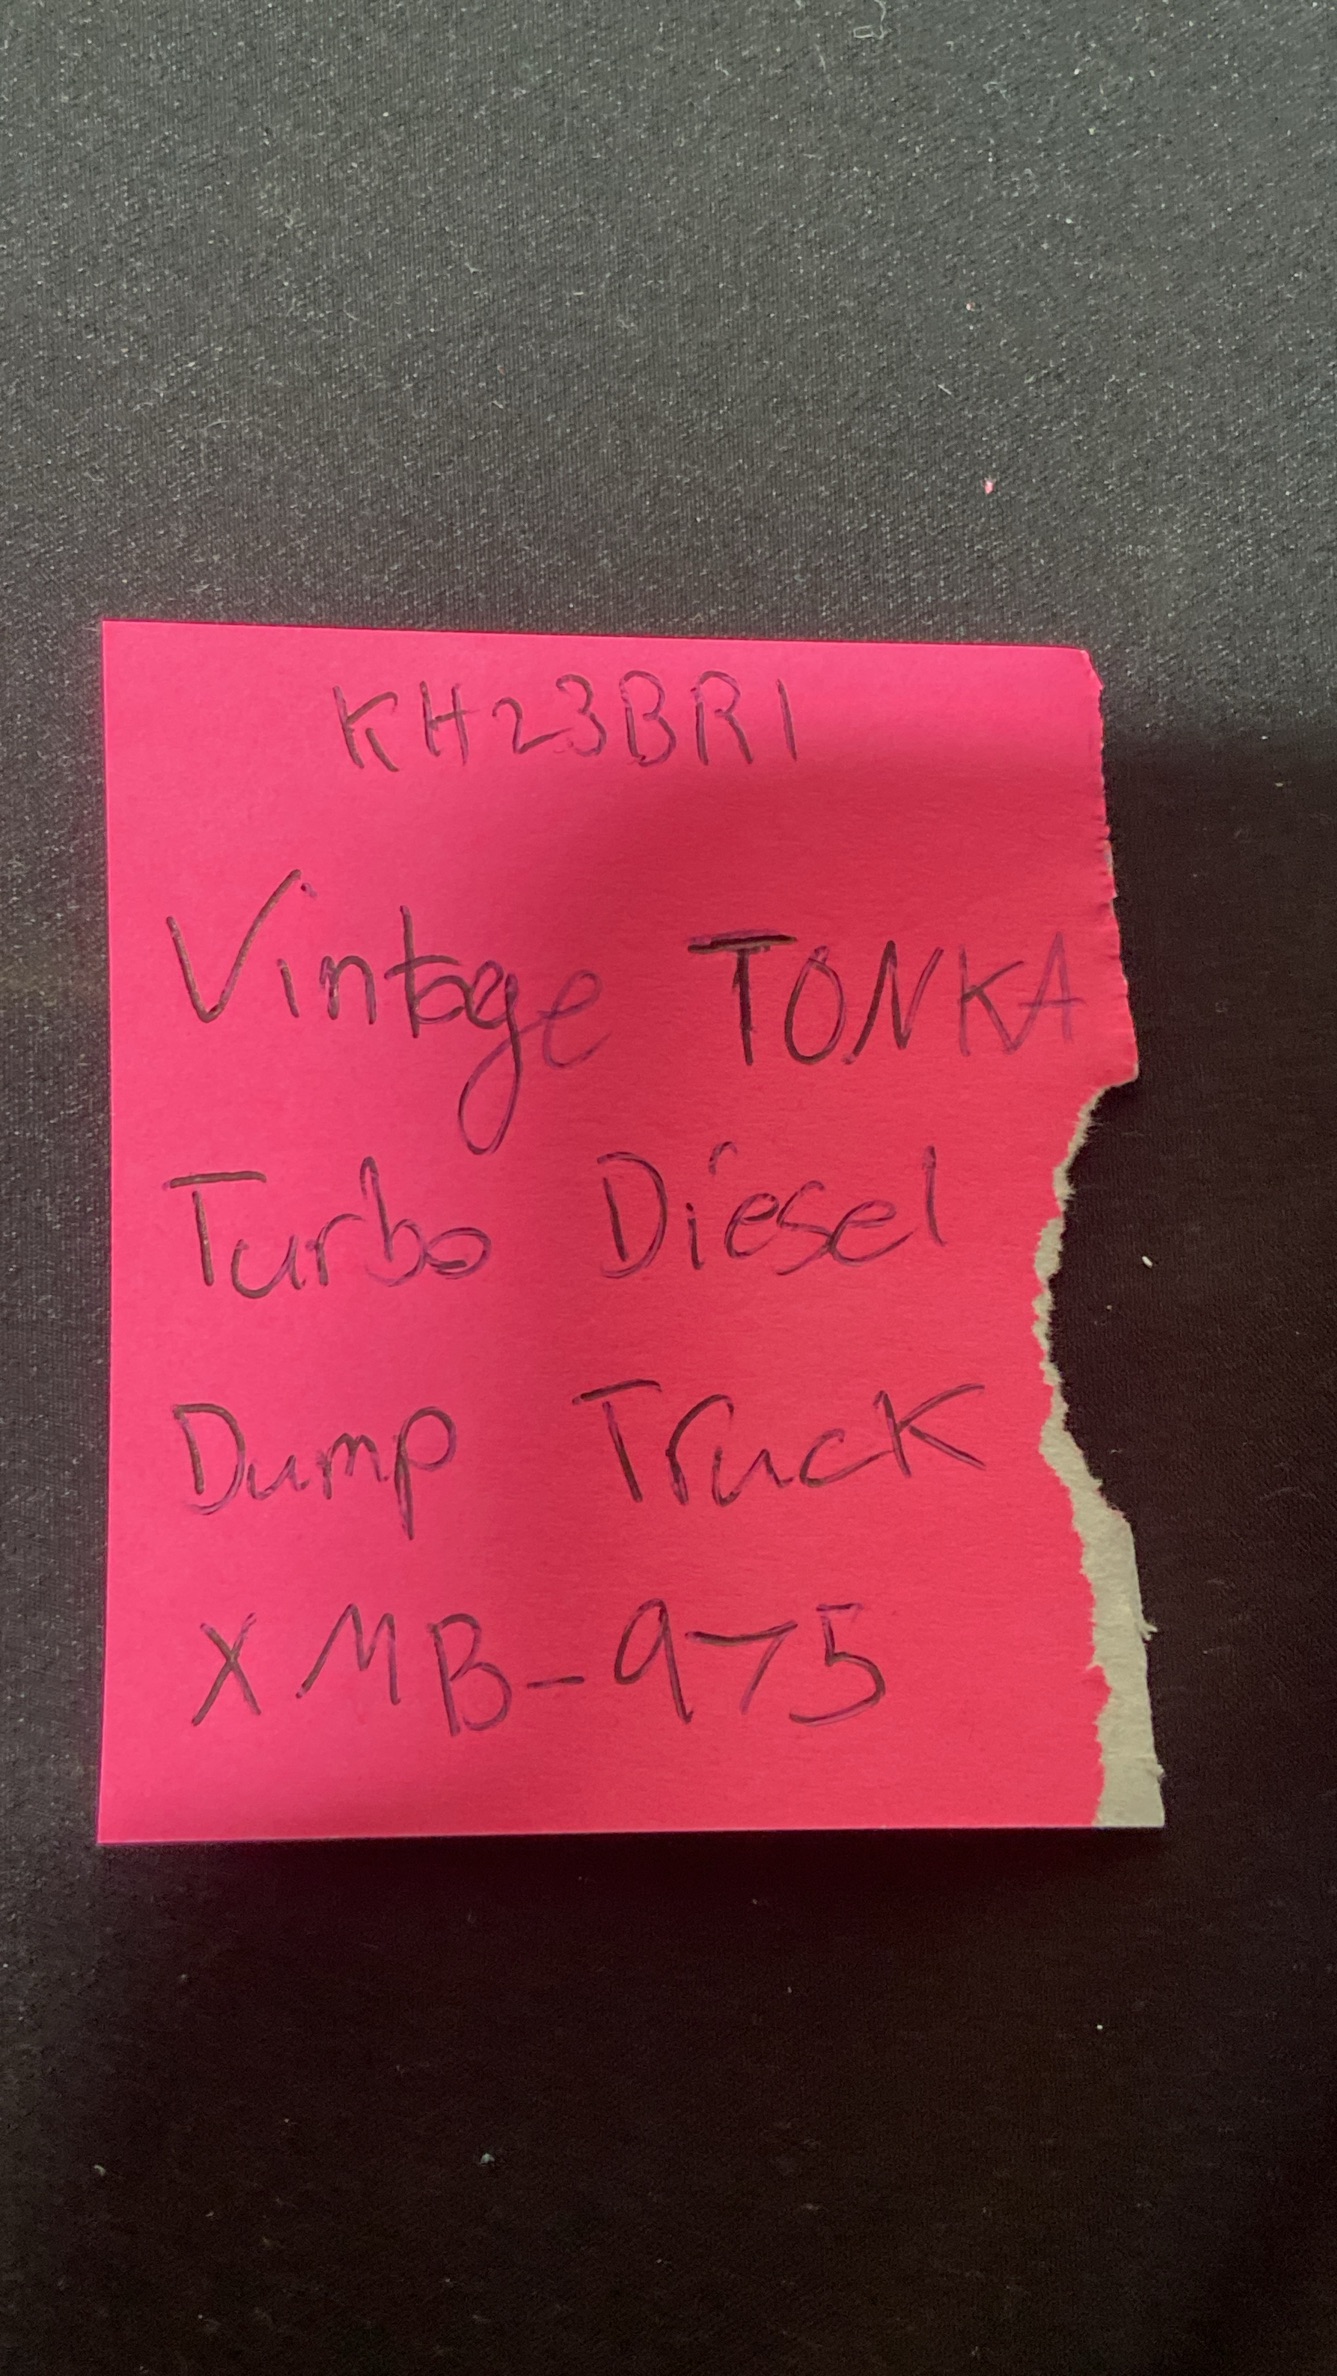 KH23BR1
Vintage TONKA
Turbo Diesel
Dump Truck
XMB-975